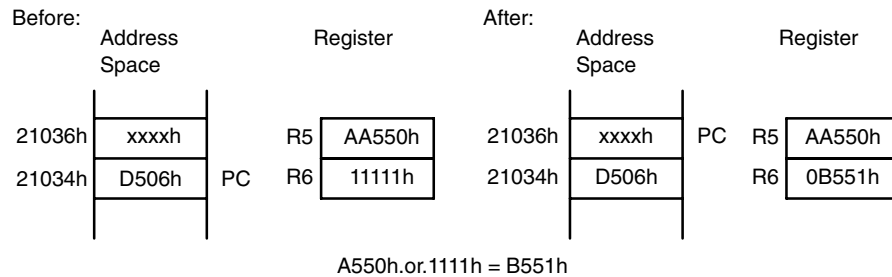 Before:
Address
Space
Register
21036h xxxxh R5 AA550h
21034h D506h PC R6 11111h
After:
Address
Space
Register
21036h xxxxh PC R5 AA550h
21034h D506h R6 0B551h
A550h.or.1111h = B551h